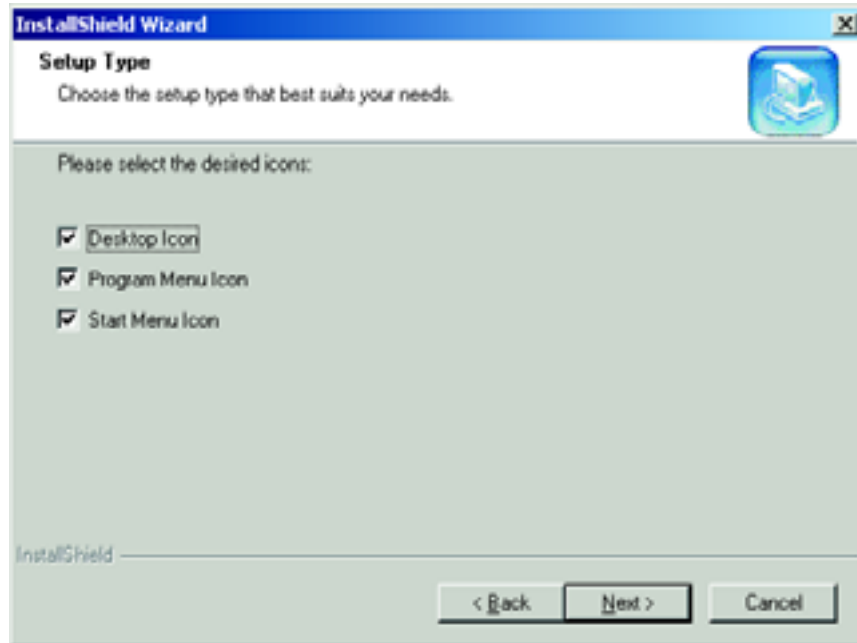 InstallShield Wizard
Setup Type
Choose the setup type that best suits your needs.
Please select the desired icons:
Desktop Icon
Program Menu Icon
Start Menu Icon
InstallShield
< Back
Next >
Cancel